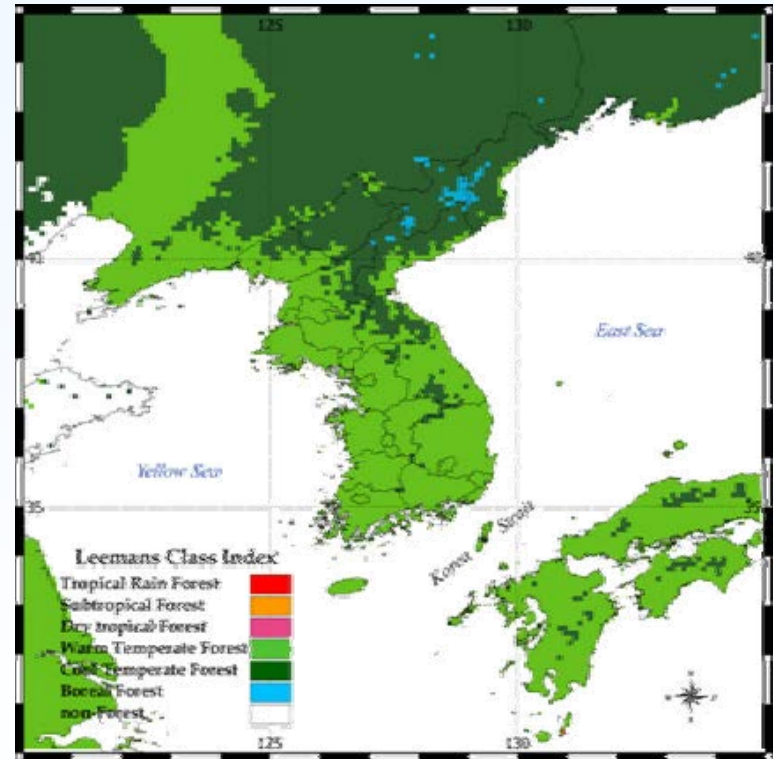 125 130
40 40
East Sea
Yellow Sea
35 35
Korea Strait
Leemans Class Index
Tropical Rain Forest
Subtropical Forest
Dry tropical Forest
Warm Temperate Forest
Cool Temperate Forest
Boreal Forest
non-Forest
125 130